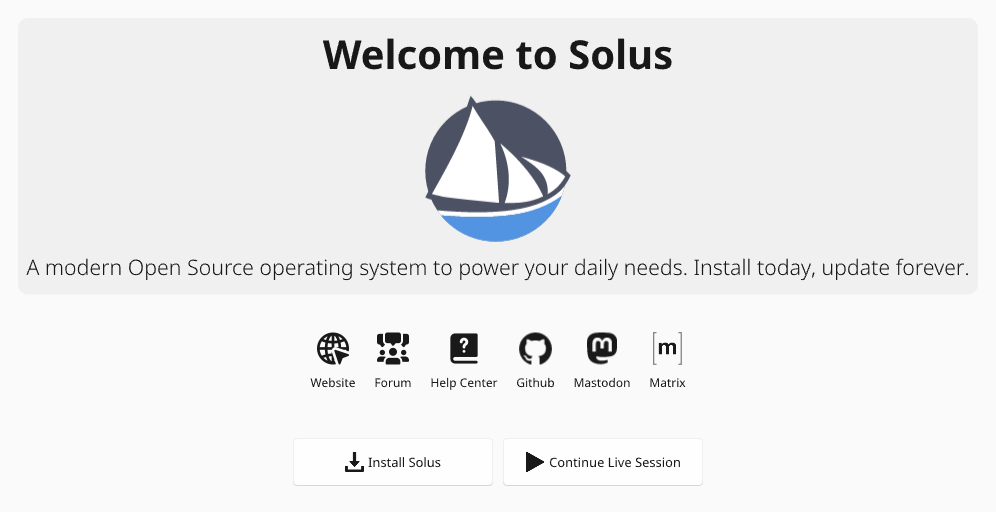 Welcome to Solus
A modern Open Source operating system to power your daily needs. Install today, update forever.
Website Forum Help Center Github Mastodon Matrix
Install Solus Continue Live Session